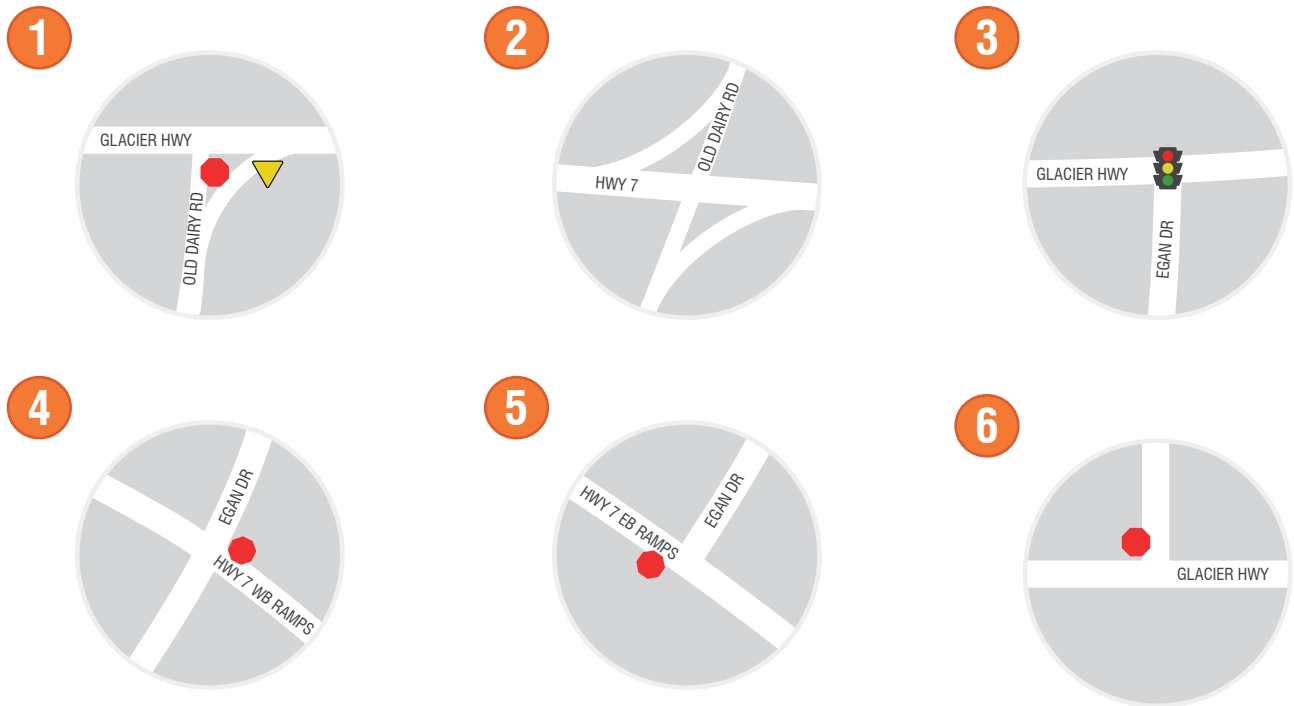 1
GLACIER HWY
OLD DAIRY RD
2
OLD DAIRY RD
HWY 7
3
GLACIER HWY
EGAN DR
4
EGAN DR
HWY 7 WB RAMPS
5
HWY 7 EB RAMPS
EGAN DR
6
GLACIER HWY